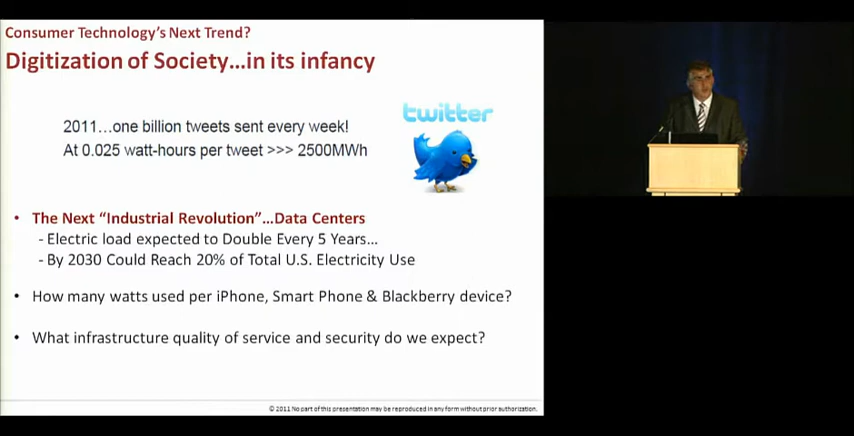 Consumer Technology's Next Trend?
Digitization of Society...in its infancy
twitter
2011...one billion tweets sent every week!
At 0.025 watt-hours per tweet >>> 2500MWh
• The Next “Industrial Revolution”...Data Centers
- Electric load expected to Double Every 5 Years...
- By 2030 Could Reach 20% of Total U.S. Electricity Use
• How many watts used per iPhone, Smart Phone & Blackberry device?
• What infrastructure quality of service and security do we expect?
© 2011 No part of this presentation may be reproduced in any form without prior authorization.